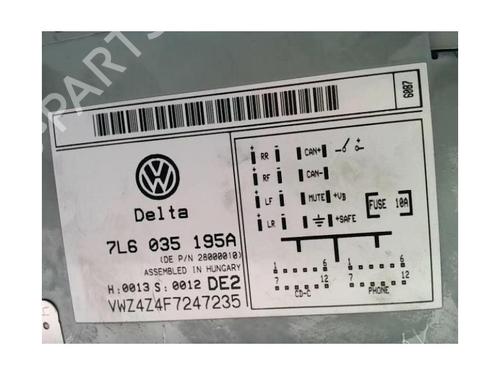 6087
Delta
7L6 035 195A
(DE P/N 28000010)
ASSEMBLED IN HUNGARY
H:0013 S:0012 DE2
VWZ4Z4F7247235
+ RR -
+ RF -
+ LF -
+ LR -
CAN+
CAN-
MUTE +VB
+SAFE
FUSE 10A
1 6
7 12
CD-C
1 6
7 12
PHONE